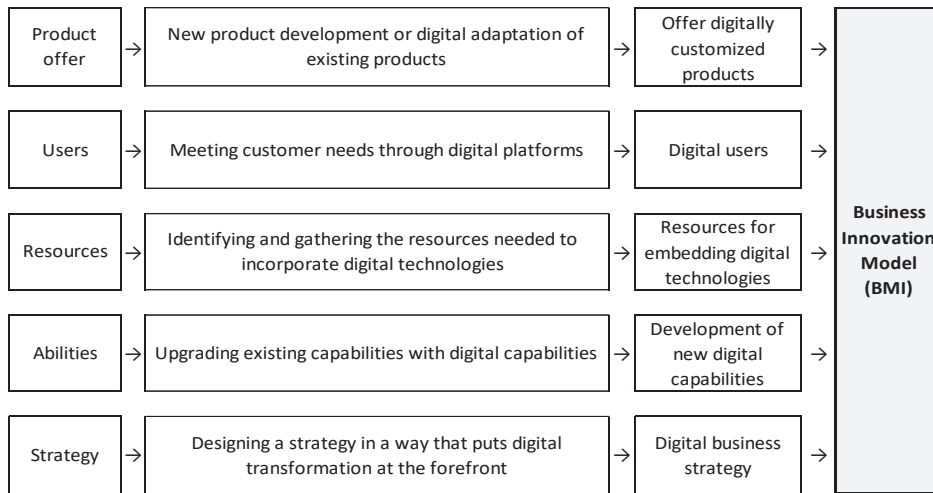 Product
offer
New product development or digital adaptation of
existing products
Offer digitally
customized
products
Users
Meeting customer needs through digital platforms
Digital users
Resources
Identifying and gathering the resources needed to
incorporate digital technologies
Resources for
embedding digital
technologies
Abilities
Upgrading existing capabilities with digital capabilities
Development of
new digital
capabilities
Strategy
Designing a strategy in a way that puts digital
transformation at the forefront
Digital business
strategy
Business
Innovation
Model
(BMI)